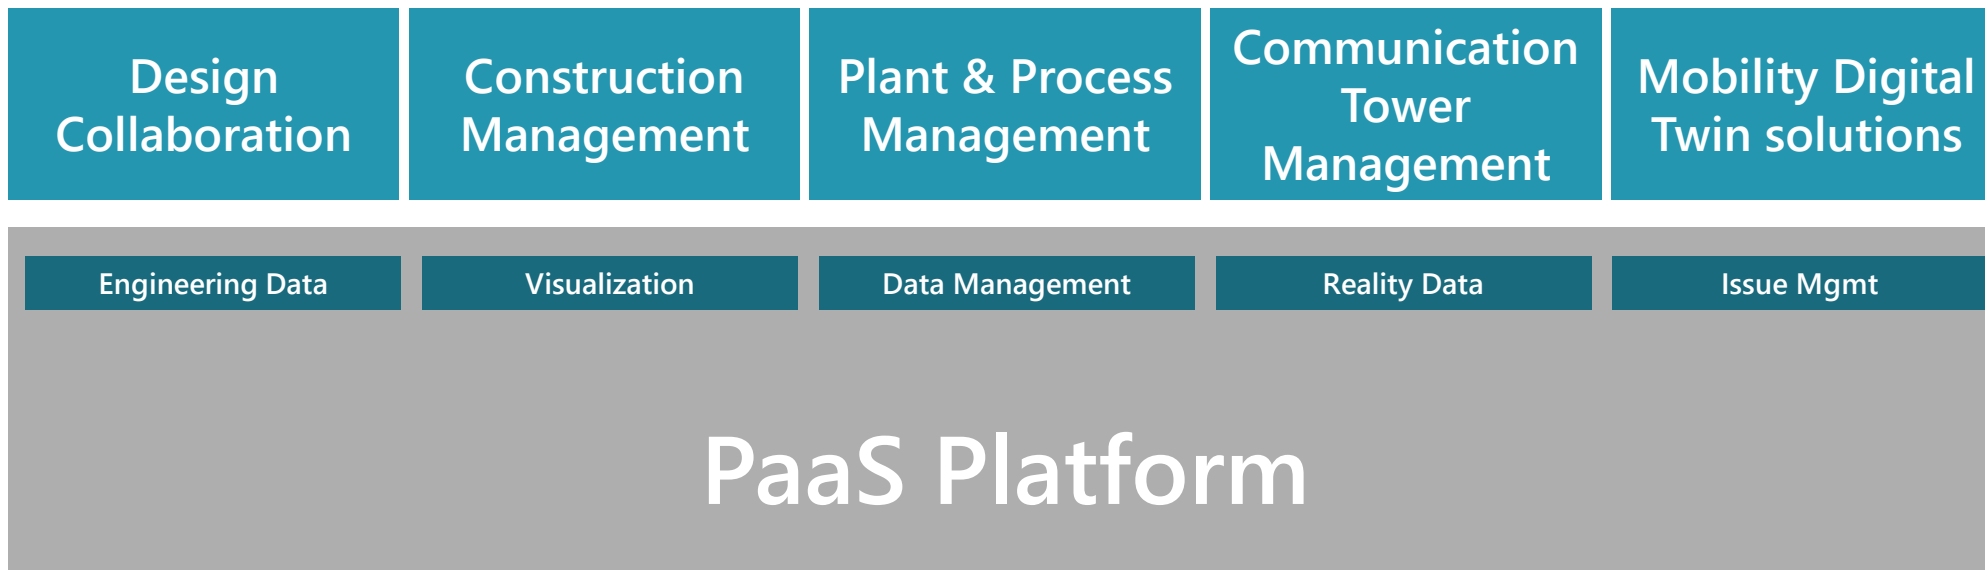 Design
Collaboration
Construction
Management
Plant & Process
Management
Communication
Tower
Management
Mobility Digital
Twin solutions
Engineering Data
Visualization
Data Management
Reality Data
Issue Mgmt
PaaS Platform